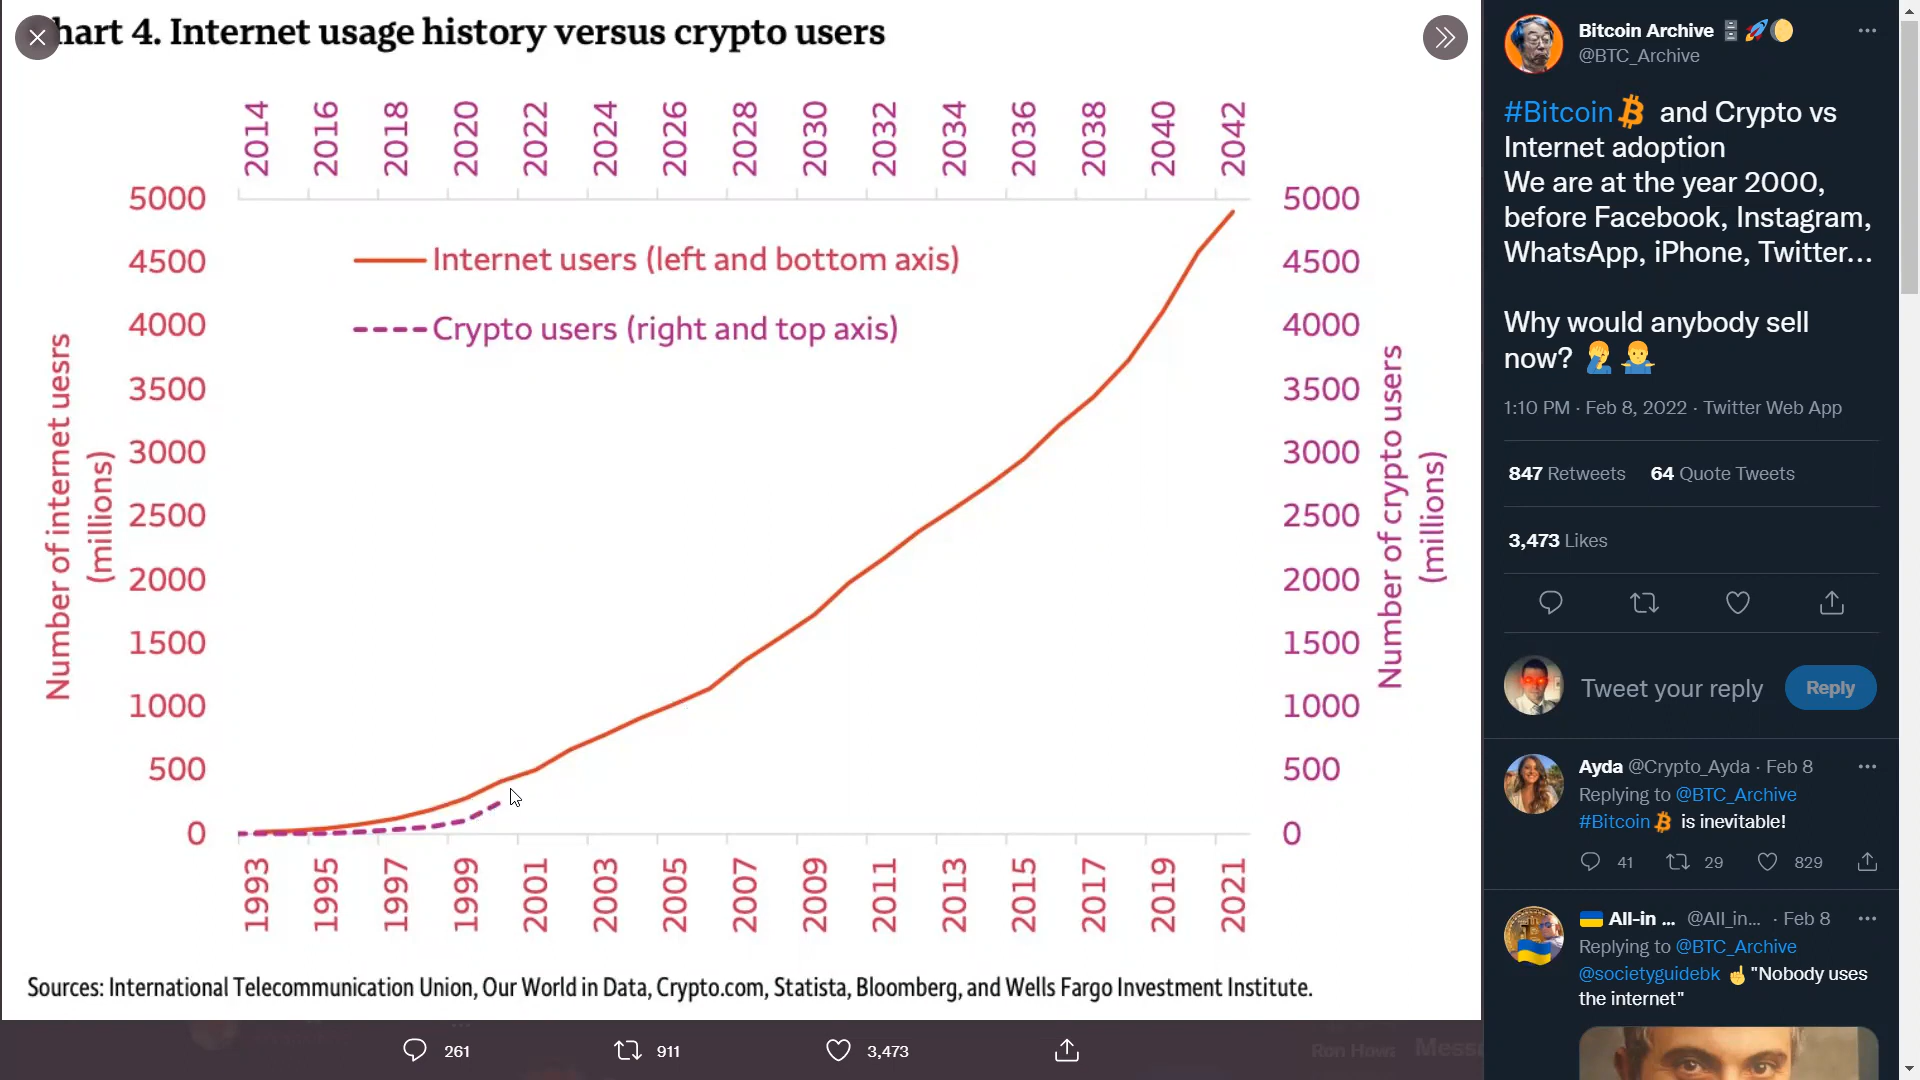 hart 4. Internet usage history versus crypto users
2014 2016 2018 2020 2022 2024 2026 2028 2030 2032 2034 2036 2038 2040 2042
5000
4500
4000
3500
3000
2500
2000
1500
1000
500
0
Number of internet uesrs
(millions)
Internet users (left and bottom axis)
Crypto users (right and top axis)
5000
4500
4000
3500
3000
2500
2000
1500
1000
500
0
Number of crypto users
(millions)
1993 1995 1997 1999 2001 2003 2005 2007 2009 2011 2013 2015 2017 2019 2021
Sources: International Telecommunication Union, Our World in Data, Crypto.com, Statista, Bloomberg, and Wells Fargo Investment Institute.
261 911 3,473
Ron Howa
Bitcoin Archive
@BTC_Archive
#Bitcoin and Crypto vs
Internet adoption
We are at the year 2000,
before Facebook, Instagram,
WhatsApp, iPhone, Twitter...
Why would anybody sell
now?
1:10 PM · Feb 8, 2022 · Twitter Web App
847 Retweets 64 Quote Tweets
3,473 Likes
Tweet your reply
Reply
Ayda @Crypto_Ayda · Feb 8
Replying to @BTC_Archive
#Bitcoin is inevitable!
41 29 829
All-in ... @All_in... · Feb 8
Replying to @BTC_Archive
@societyguidebk "Nobody uses
the internet"